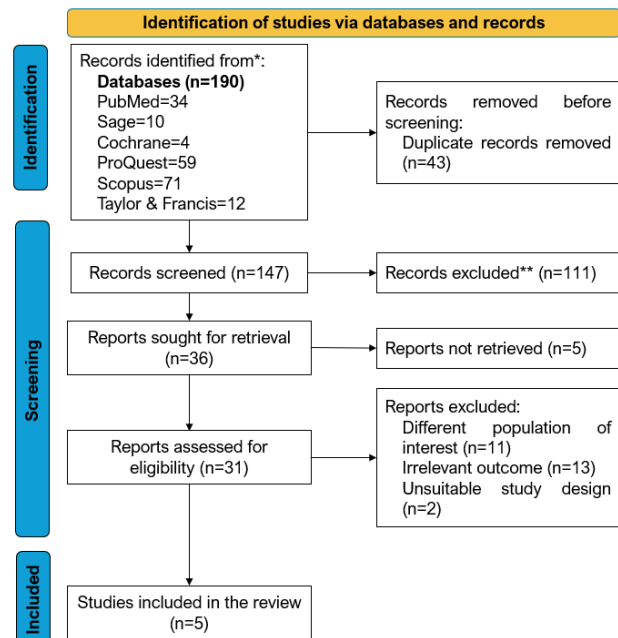 Identification of studies via databases and records
Identification
Records identified from*:
Databases (n=190)
PubMed=34
Sage=10
Cochrane=4
ProQuest=59
Scopus=71
Taylor & Francis=12
Records removed before
screening:
Duplicate records removed
(n=43)
Screening
Records screened (n=147)
Records excluded** (n=111)
Reports sought for retrieval
(n=36)
Reports not retrieved (n=5)
Reports assessed for
eligibility (n=31)
Reports excluded:
Different population of
interest (n=11)
Irrelevant outcome (n=13)
Unsuitable study design
(n=2)
Included
Studies included in the review
(n=5)